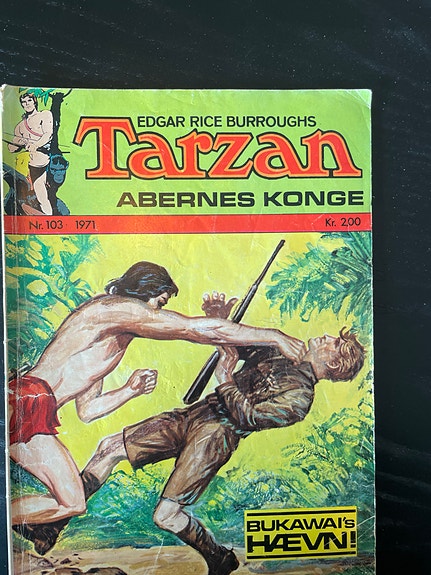 EDGAR RICE BURROUGHS
Tarzan
ABERNES KONGE
Nr. 103 · 1971
Kr. 2,00
BUKAWAI's
HÆVN!